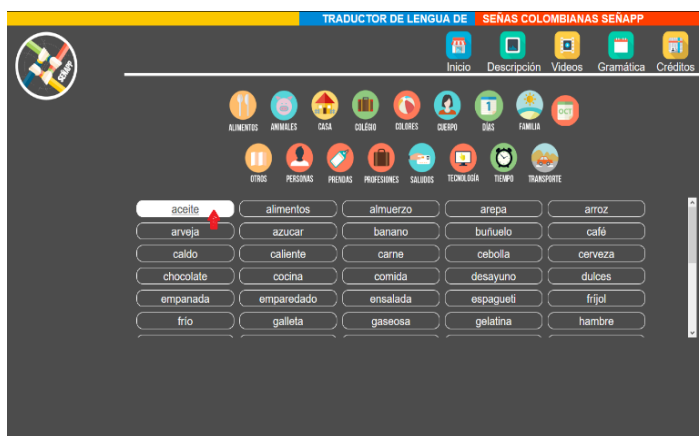 TRADUCTOR DE LENGUA DE SEÑAS COLOMBIANAS SEÑAPP
SEÑAPP
Inicio Descripción Videos Gramática Créditos
ALIMENTOS ANIMALES CASA COLEGIO COLORES CUERPO DÍAS FAMILIA OCT
OTROS PERSONAS PRENDAS PROFESIONES SALUDOS TECNOLOGÍA TIEMPO TRANSPORTE
aceite alimentos almuerzo arepa arroz
arveja azucar banano buñuelo café
caldo caliente carne cebolla cerveza
chocolate cocina comida desayuno dulces
empanada emparedado ensalada espagueti fríjol
frío galleta gaseosa gelatina hambre